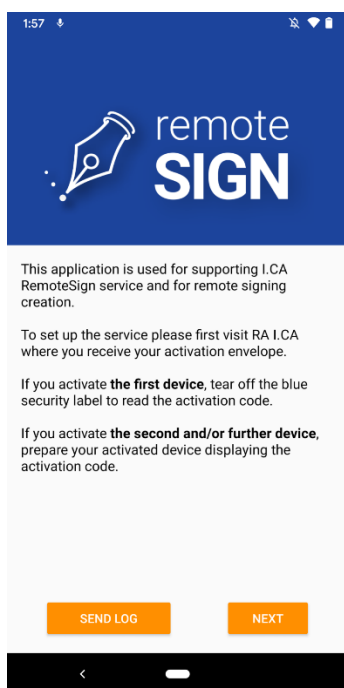 1:57
remote
SIGN
This application is used for supporting I.CA
RemoteSign service and for remote signing
creation.
To set up the service please first visit RA I.CA
where you receive your activation envelope.
If you activate the first device, tear off the blue
security label to read the activation code.
If you activate the second and/or further device,
prepare your activated device displaying the
activation code.
SEND LOG
NEXT